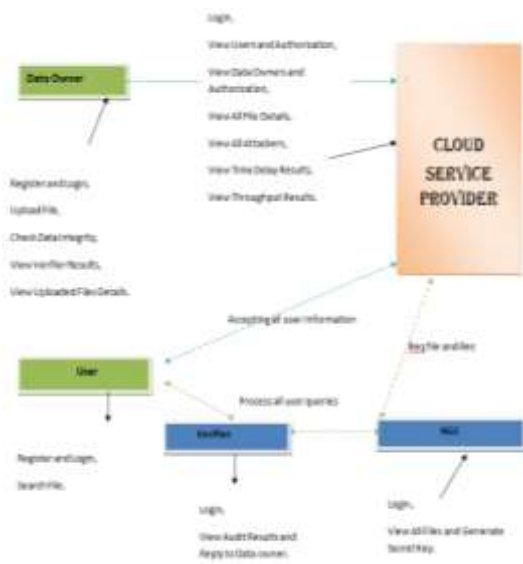 Login,
View Users and Authorization,
View Data Owners and
Authorization,
View All File Details,
View All Attackers,
View Time Delay Results,
View Throughput Results.
Data Owner
CLOUD
SERVICE
PROVIDER
Register and Login,
Upload File,
Check Data Integrity,
View Verifier Results,
View Uploaded Files Details.
Accepting all user Information
Req file and
User
Process all user queries
Verifier
Register and Login,
Search File,
Login,
View Audit Results and
Reply to Data owner.
Login,
View All Files and Generate
Secret Key.